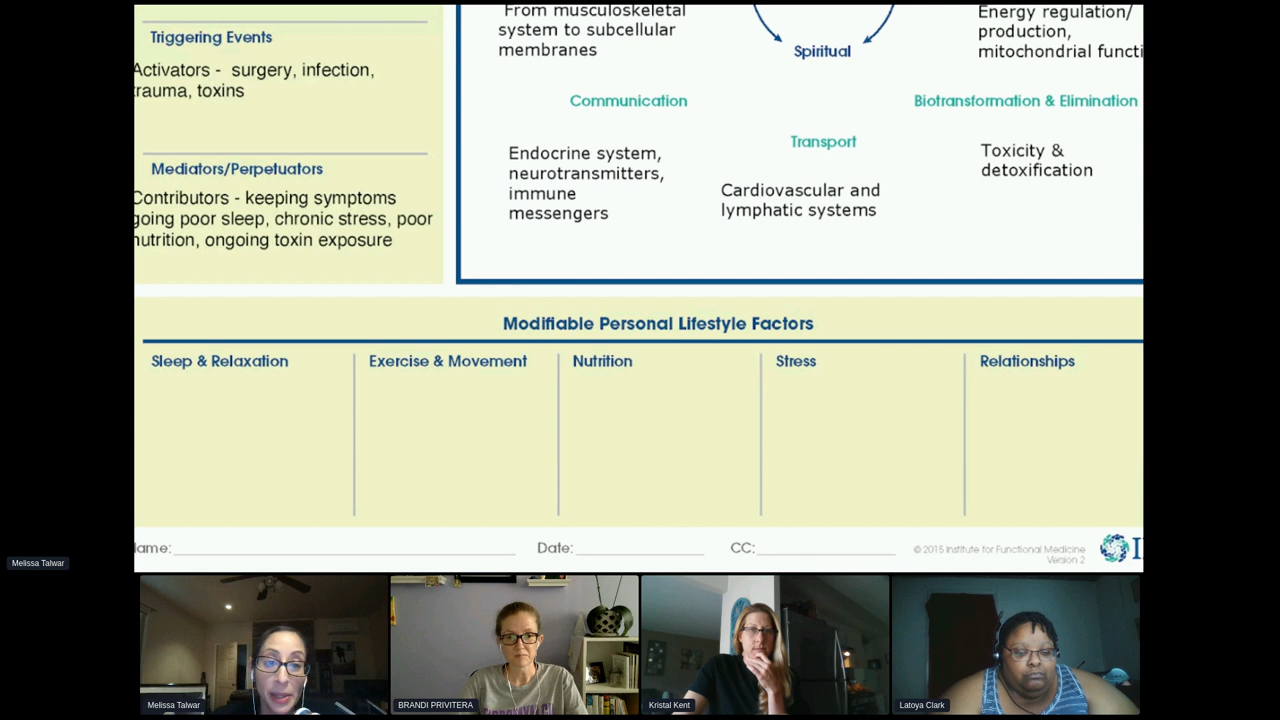 Triggering Events
Activators -  surgery, infection,
trauma, toxins
Mediators/Perpetuators
Contributors - keeping symptoms
going poor sleep, chronic stress, poor
nutrition, ongoing toxin exposure
From musculoskeletal
system to subcellular
membranes
Spiritual
Energy regulation/
production,
mitochondrial functi
Communication
Endocrine system,
neurotransmitters,
immune
messengers
Transport
Cardiovascular and
lymphatic systems
Biotransformation & Elimination
Toxicity &
detoxification
Modifiable Personal Lifestyle Factors
Sleep & Relaxation
Exercise & Movement
Nutrition
Stress
Relationships
Name: Date: CC:
© 2015 Institute for Functional Medicine
Version 2
Melissa Talwar
Melissa Talwar
BRANDI PRIVITERA
Kristal Kent
Latoya Clark